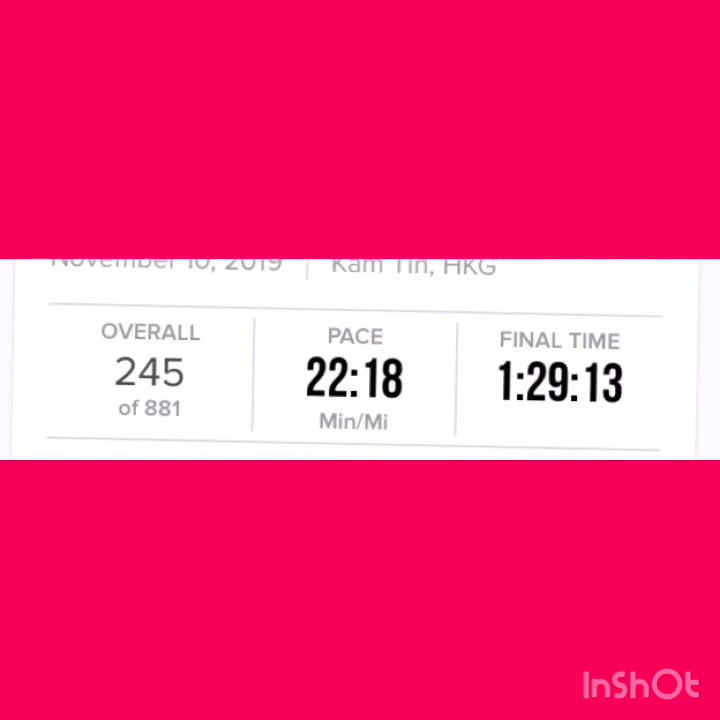 November 10, 2019 | Kam Tin, HKG
OVERALL PACE FINAL TIME
245 22:18 1:29:13
of 881 Min/Mi
InShOt